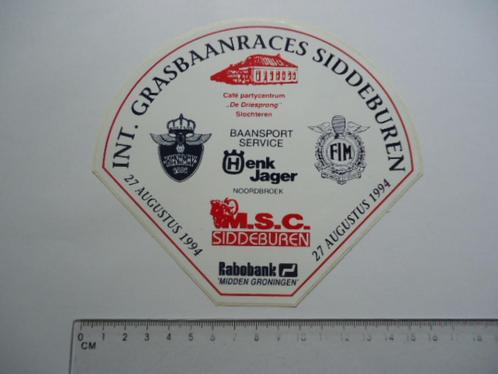 INT. GRASBAANRACES SIDDEBUREN
Café partycentrum
„De Driesprong"
Slochteren
BAANSPORT
SERVICE
Henk
Jager
NOORDBROEK
FIM
27 AUGUSTUS 1994
27 AUGUSTUS 1994
M.S.C.
SIDDEBUREN
Rabobank
'MIDDEN GRONINGEN'
0 1 2 3 4 5 6 7 8 9 10 11 12 13 14 15 16 17 18
CM